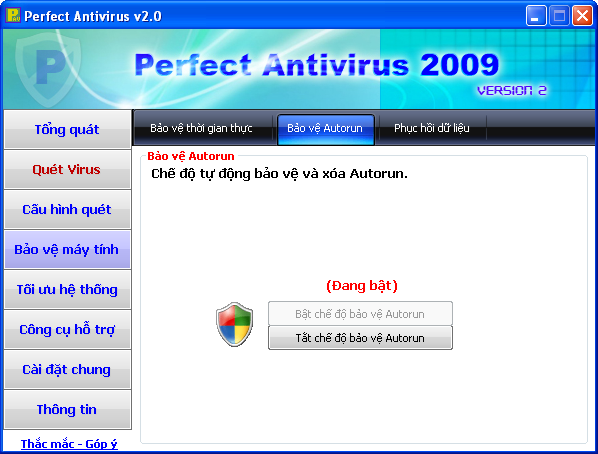 Perfect Antivirus v2.0
Perfect Antivirus 2009
VERSION 2
Tổng quát
Quét Virus
Cấu hình quét
Bảo vệ máy tính
Tối ưu hệ thống
Công cụ hỗ trợ
Cài đặt chung
Thông tin
Thắc mắc - Góp ý
Bảo vệ thời gian thực
Bảo vệ Autorun
Phục hồi dữ liệu
Bảo vệ Autorun
Chế độ tự động bảo vệ và xóa Autorun.
(Đang bật)
Bật chế độ bảo vệ Autorun
Tắt chế độ bảo vệ Autorun